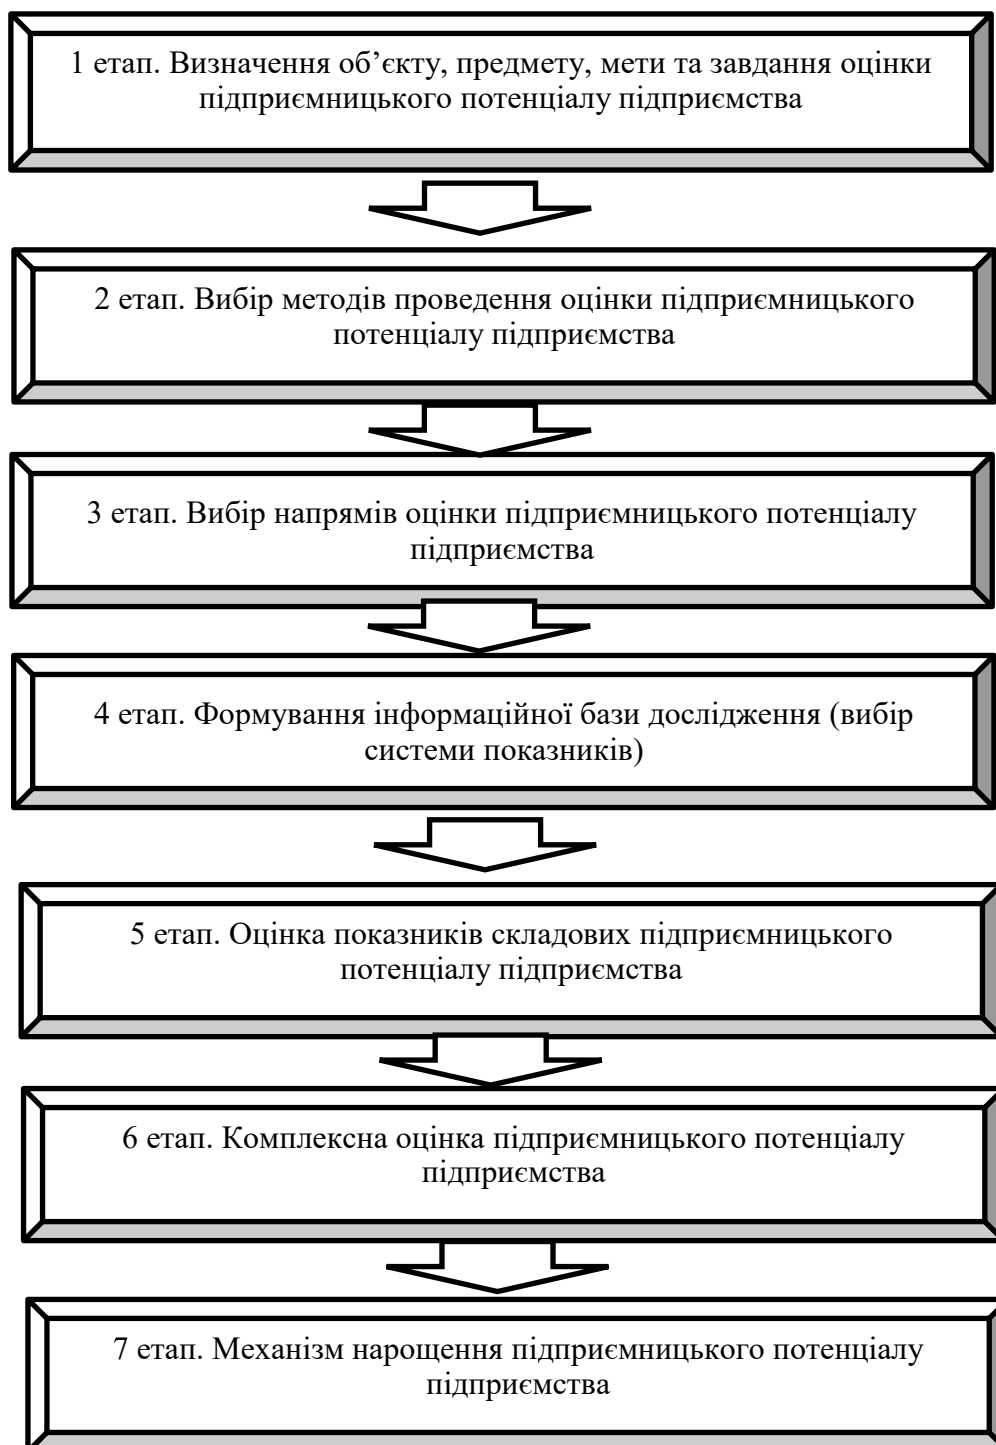 1 етап. Визначення об’єкту, предмету, мети та завдання оцінки
підприємницького потенціалу підприємства
2 етап. Вибір методів проведення оцінки підприємницького
потенціалу підприємства
3 етап. Вибір напрямів оцінки підприємницького потенціалу
підприємства
4 етап. Формування інформаційної бази дослідження (вибір
системи показників)
5 етап. Оцінка показників складових підприємницького
потенціалу підприємства
6 етап. Комплексна оцінка підприємницького потенціалу
підприємства
7 етап. Механізм нарощення підприємницького потенціалу
підприємства